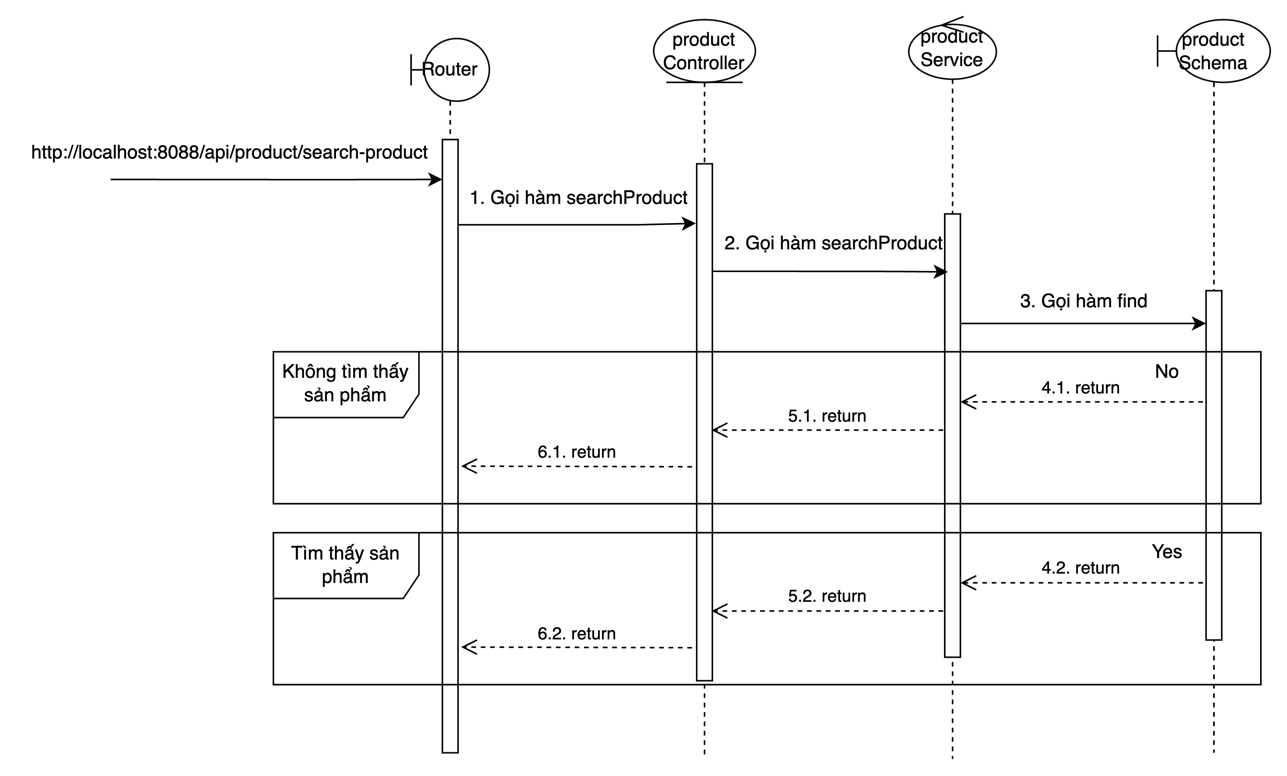 Router
product
Controller
product
Service
product
Schema
http://localhost:8088/api/product/search-product
1. Gọi hàm searchProduct
2. Gọi hàm searchProduct
3. Gọi hàm find
Không tìm thấy
sản phẩm
No
4.1. return
5.1. return
6.1. return
Tìm thấy sản
phẩm
Yes
4.2. return
5.2. return
6.2. return